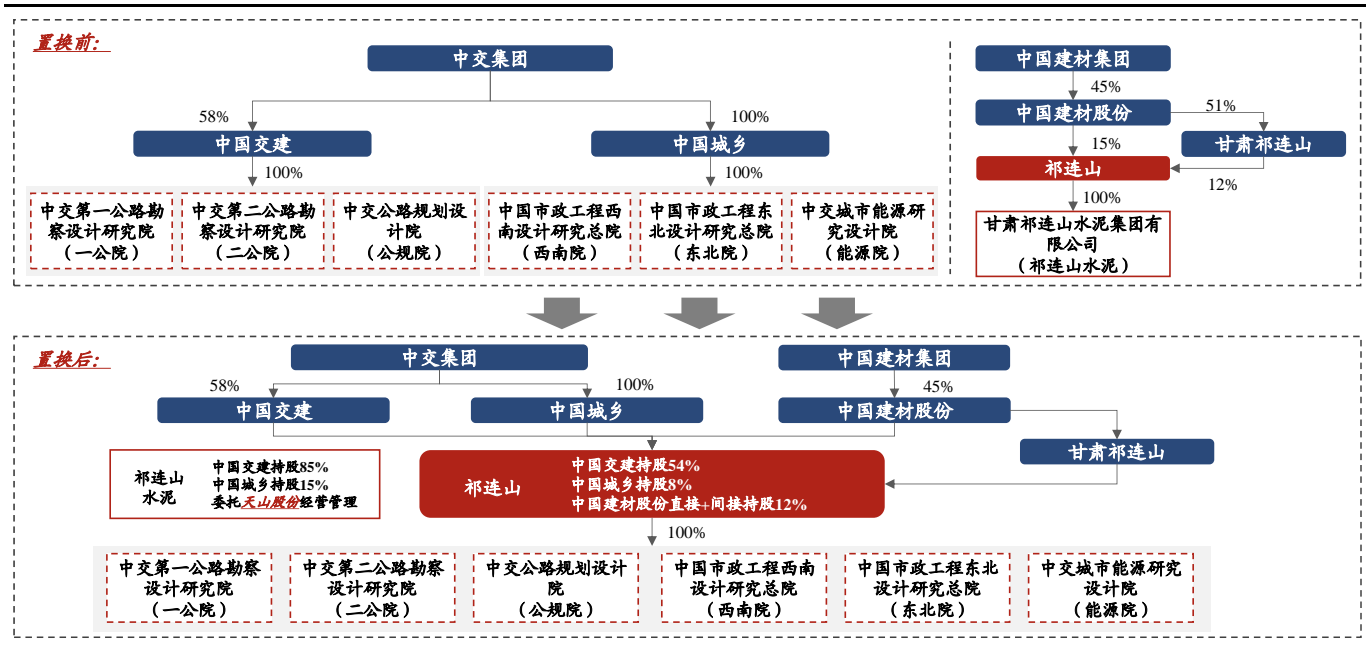 置换前:
中交集团
58%
100%
中国交建
中国城乡
100%
100%
中交第一公路勘
察设计研究院
（一公院）
中交第二公路勘
察设计研究院
（二公院）
中交公路规划设
计院
（公规院）
中国市政工程西
南设计研究总院
（西南院）
中国市政工程东
北设计研究总院
（东北院）
中交城市能源研
究设计院
（能源院）
中国建材集团
45%
中国建材股份
51%
15%
甘肃祁连山
祁连山
12%
100%
甘肃祁连山水泥集团有
限公司
（祁连山水泥）
置换后:
中交集团
58%
100%
中国交建
中国城乡
中国建材集团
45%
中国建材股份
甘肃祁连山
祁连山
水泥
中国交建持股85%
中国城乡持股15%
委托天山股份经营管理
祁连山
中国交建持股54%
中国城乡持股8%
中国建材股份直接+间接持股12%
100%
中交第一公路勘察
设计研究院
（一公院）
中交第二公路勘察
设计研究院
（二公院）
中交公路规划设计
院
（公规院）
中国市政工程西南
设计研究总院
（西南院）
中国市政工程东北
设计研究总院
（东北院）
中交城市能源研究
设计院
（能源院）